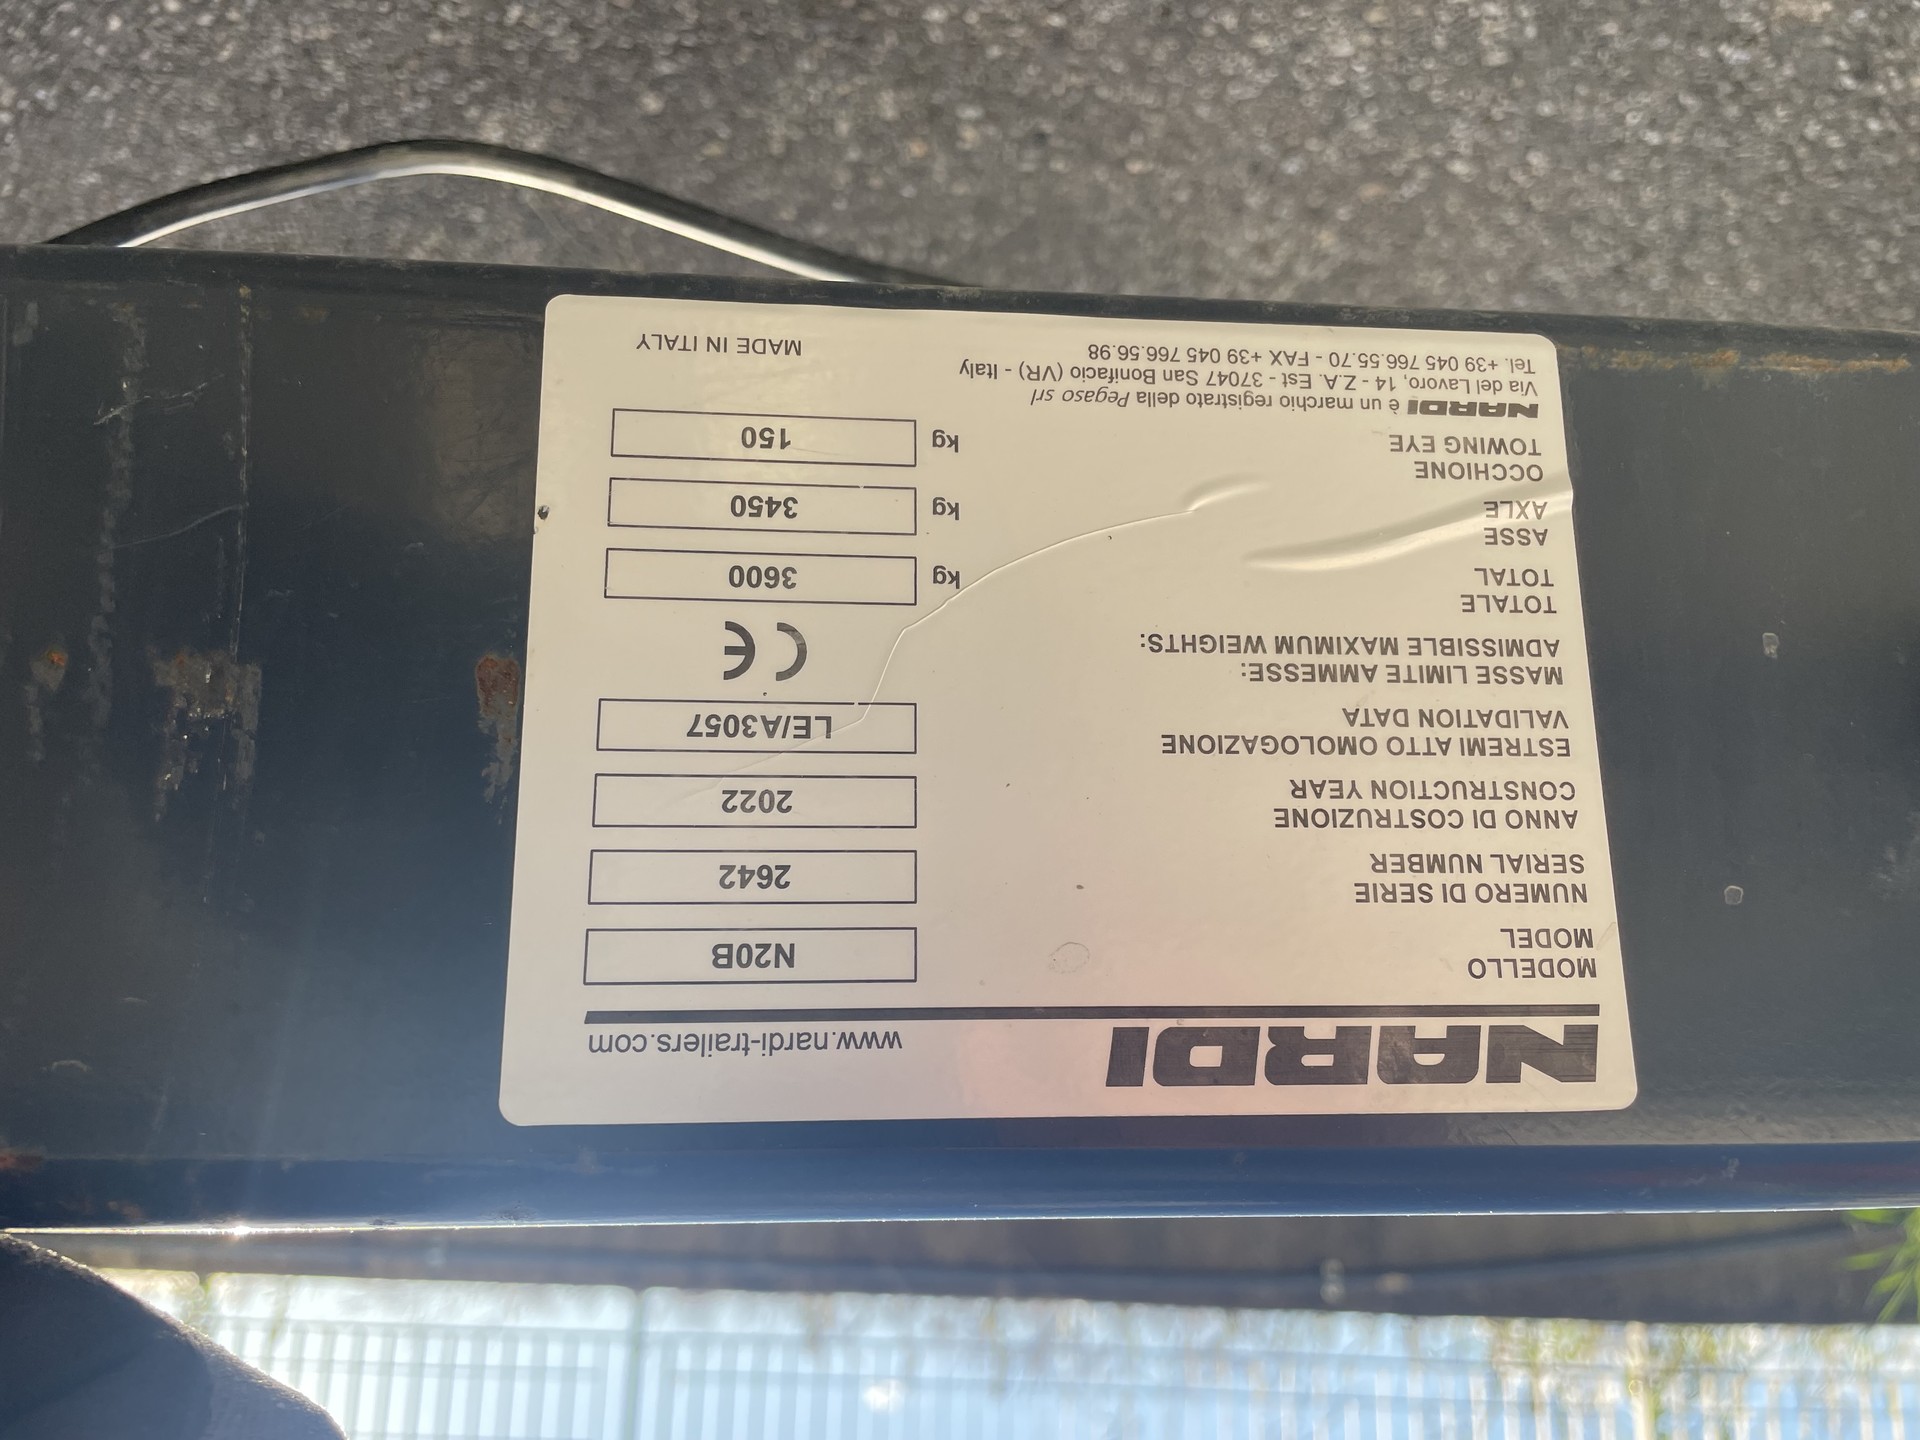 NARDI
www.nardi-trailers.com
MODELLO
MODEL
N20B
NUMERO DI SERIE
SERIAL NUMBER
2642
ANNO DI COSTRUZIONE
CONSTRUCTION YEAR
2022
ESTREMI ATTO OMOLOGAZIONE
VALIDATION DATA
LE/A3057
MASSE LIMITE AMMESSE:
ADMISSIBLE MAXIMUM WEIGHTS:
CE
TOTALE
TOTAL
kg 3600
ASSE
AXLE
kg 3450
OCCHIONE
TOWING EYE
kg 150
NARDI è un marchio registrato della Pegaso srl
Via del Lavoro, 14 - Z.A. Est - 37047 San Bonifacio (VR) - Italy
Tel. +39 045 766.55.70 - FAX +39 045 766.56.98
MADE IN ITALY